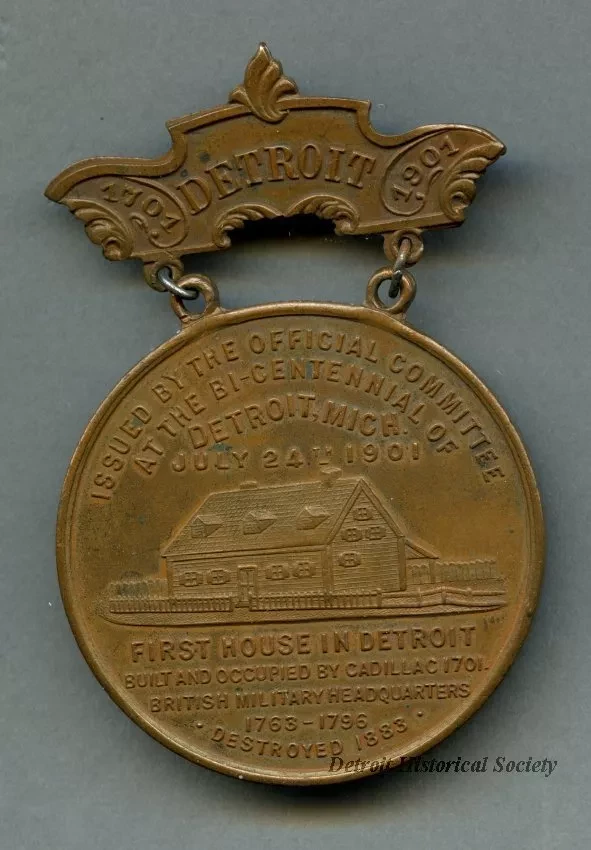 1701 DETROIT 1901
ISSUED BY THE OFFICIAL COMMITTEE
AT THE BI-CENTENNIAL OF
DETROIT, MICH.
JULY 24TH 1901
FIRST HOUSE IN DETROIT
BUILT AND OCCUPIED BY CADILLAC 1701.
BRITISH MILITARY HEADQUARTERS
1763-1796
• DESTROYED 1883 •
Detroit Historical Society